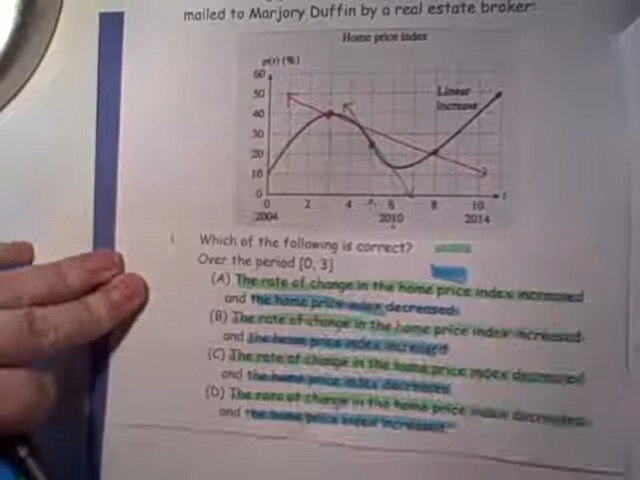 mailed to Marjory Duffin by a real estate broker:
Home price index
p(t) (%)
60
50
40
30
20
10
0
Linear
increase
0 2 4 6 8 10 t
2004 2010 2014
1 Which of the following is correct?
Over the period [0, 3]
(A) The rate of change in the home price index increased
and the home price index decreased.
(B) The rate of change in the home price index increased
and the home price index increased
(C) The rate of change in the home price index decreased
and the home price index decreased
(D) The rate of change in the home price index decreased
and the home price index increased.